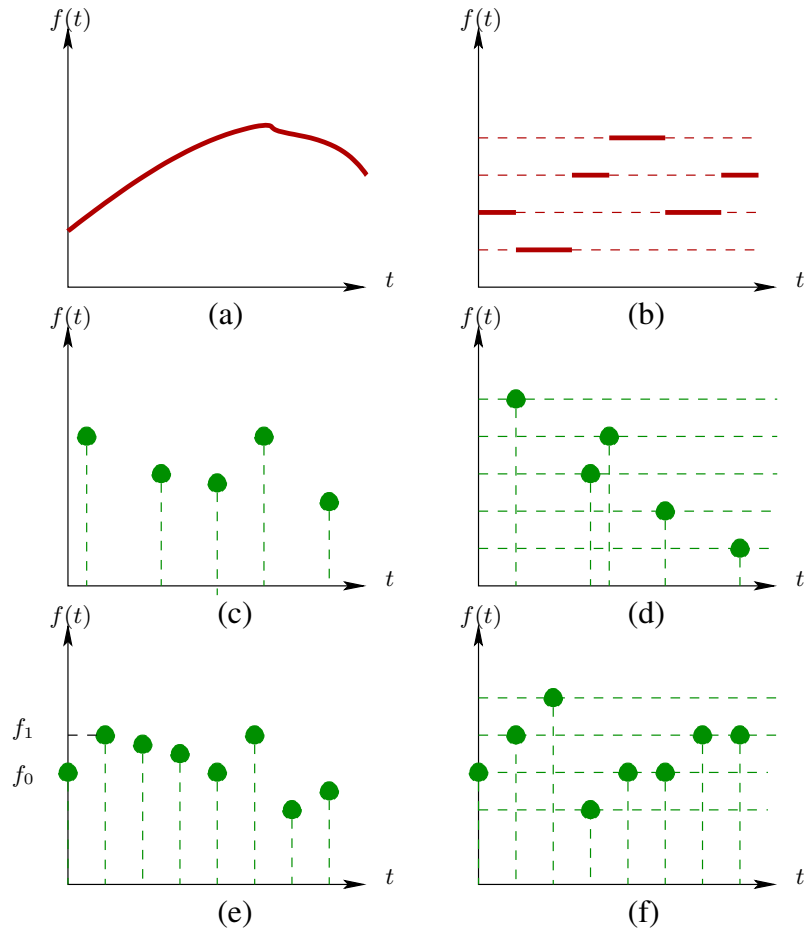 f(t) f(t)
t t
(a) (b)
f(t) f(t)
t t
(c) (d)
f(t) f(t)
f₁
f₀
t t
(e) (f)